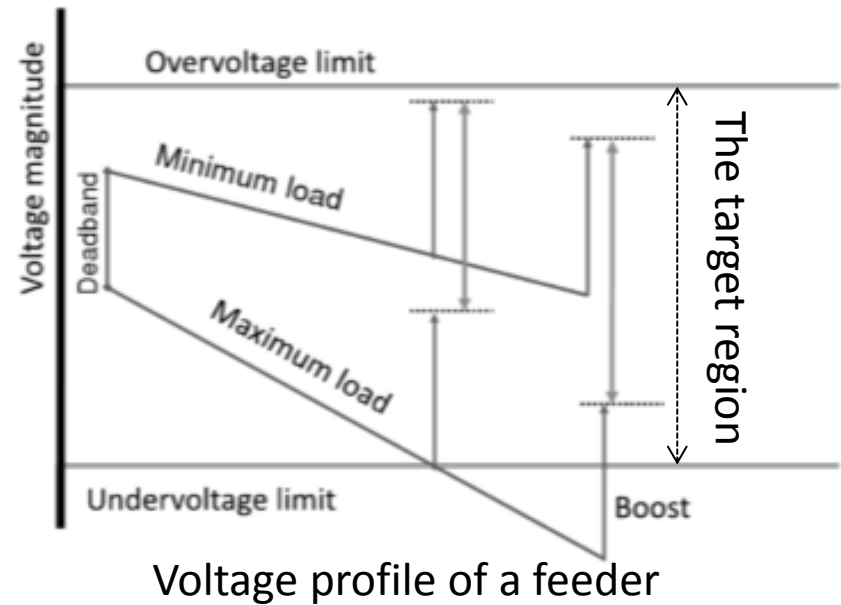 Voltage magnitude
Overvoltage limit
Minimum load
Deadband
Maximum load
The target region
Undervoltage limit
Boost
Voltage profile of a feeder